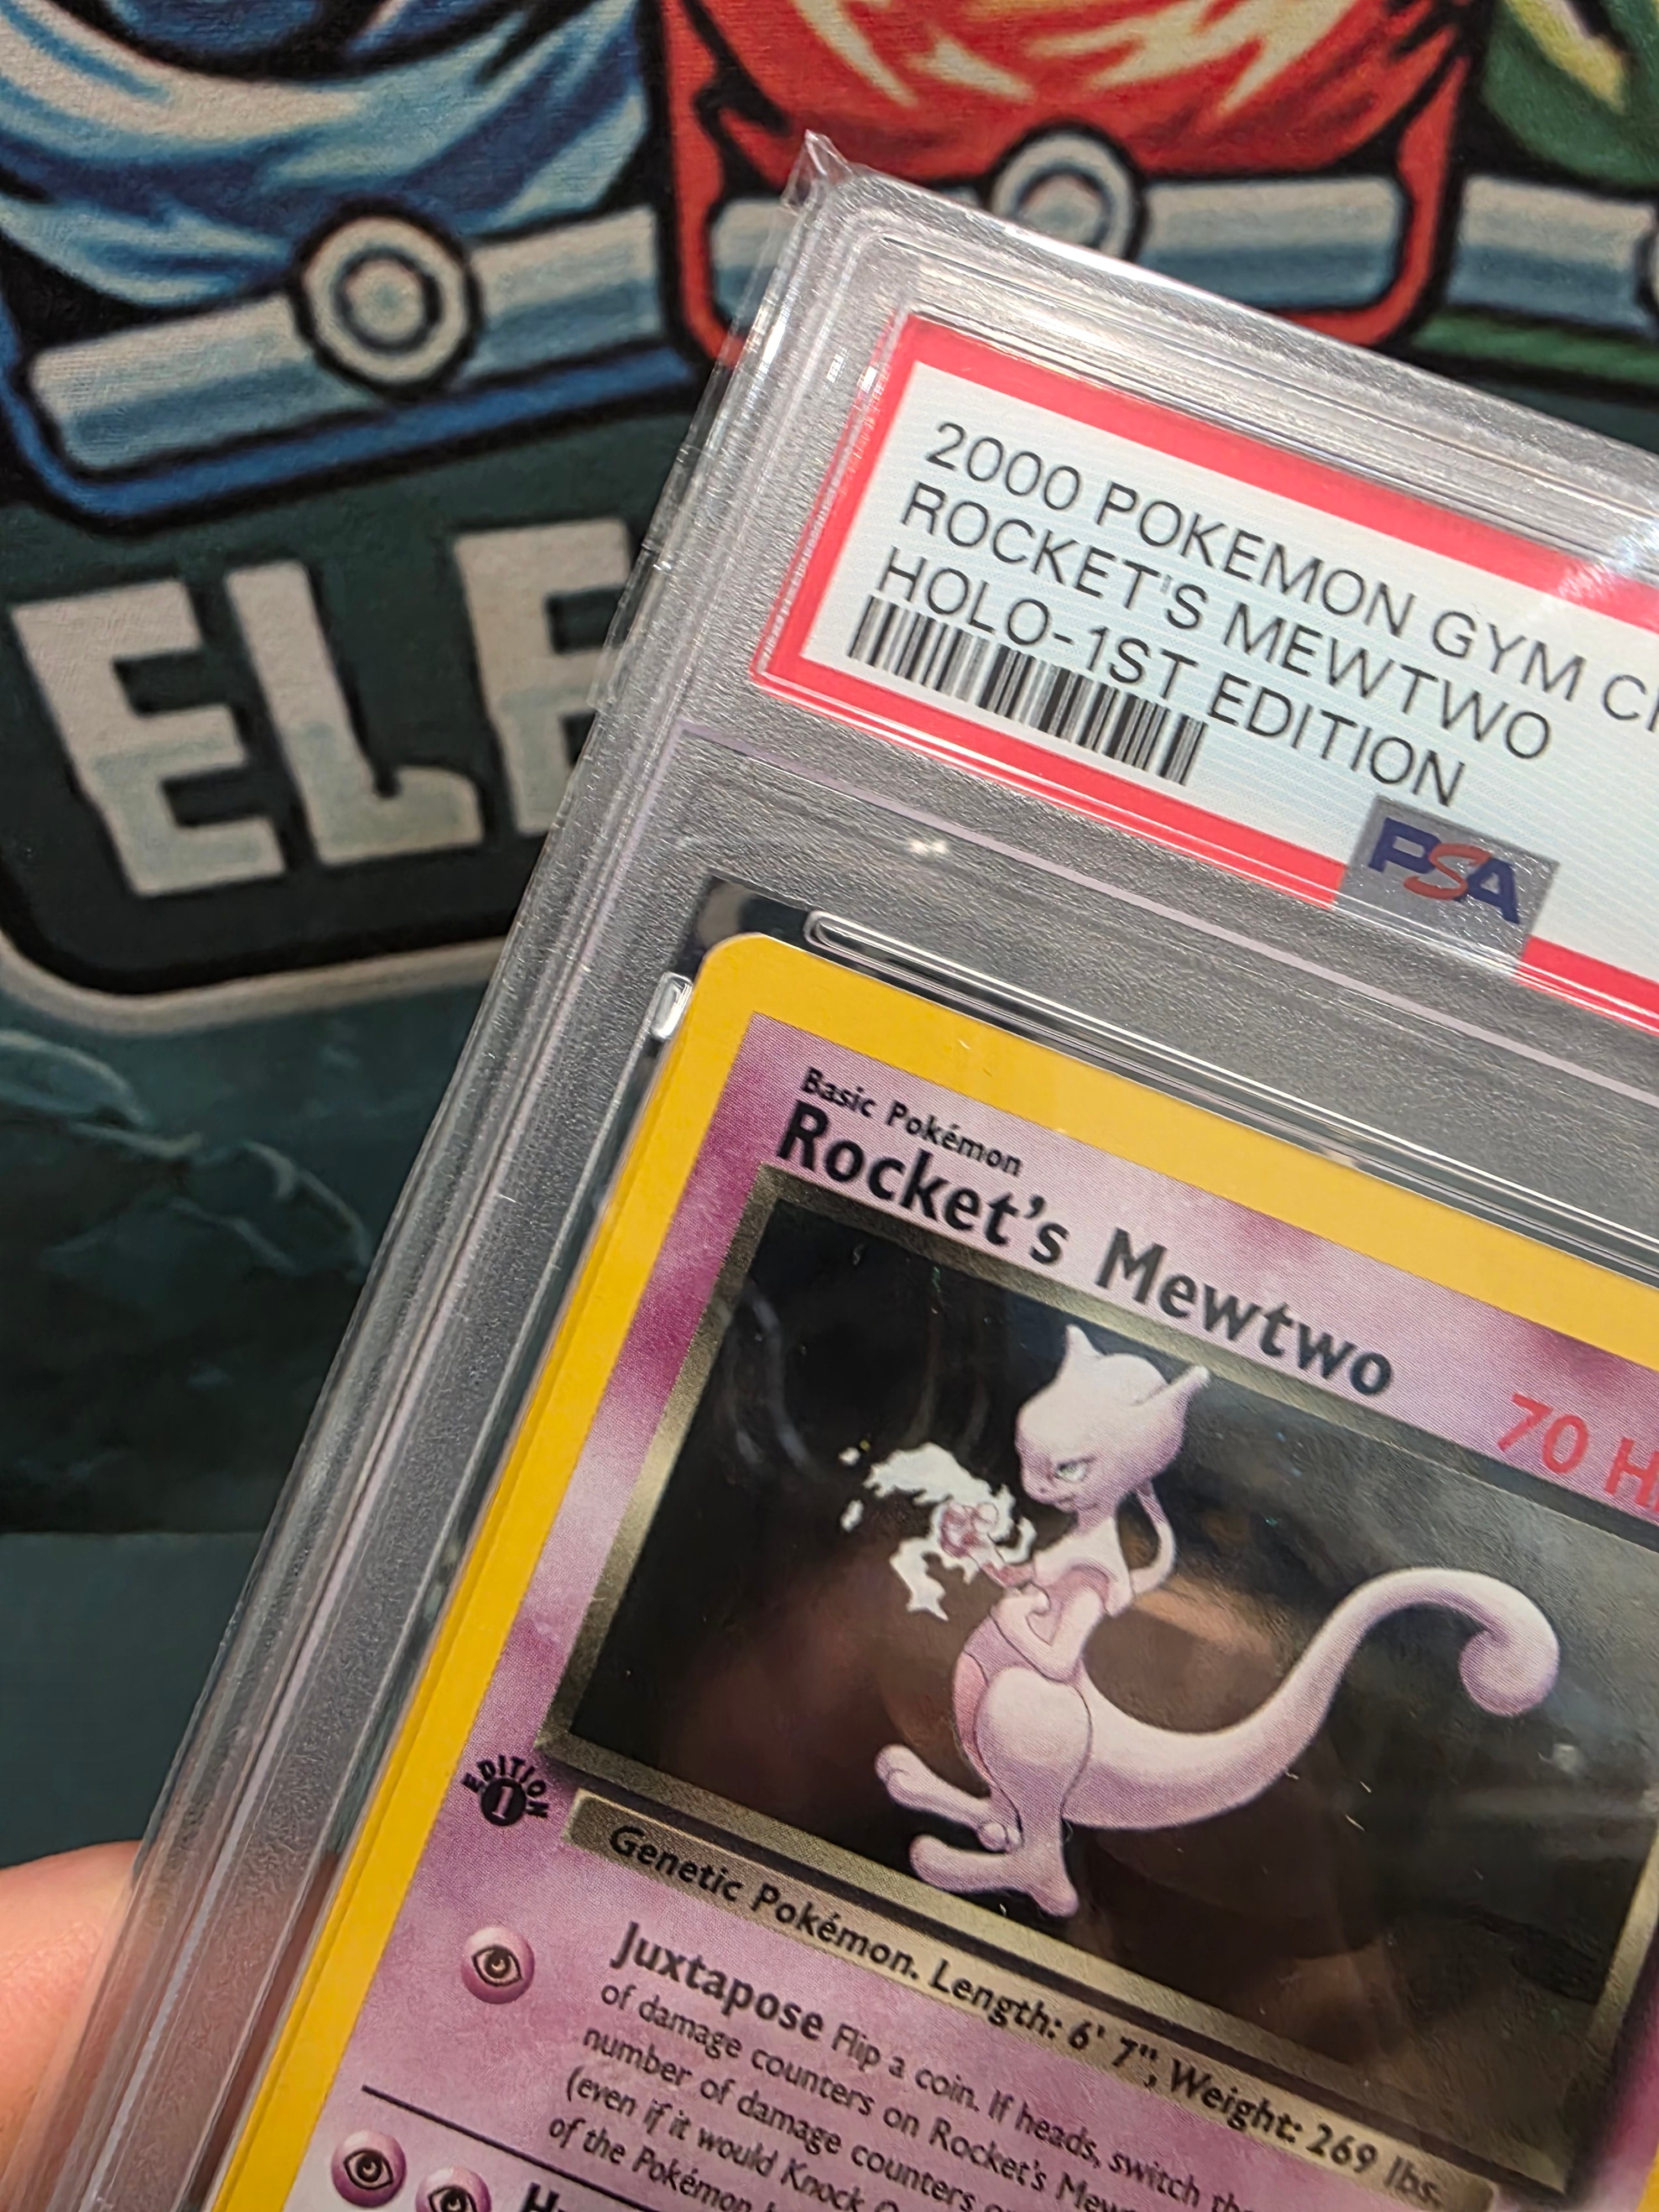 ELE
2000 POKEMON GYM
ROCKET'S MEWTWO
HOLO-1ST EDITION
PSA
Basic Pokémon
Rocket's Mewtwo
70
EDITION
1
Genetic Pokémon. Length: 6' 7", Weight: 269 lbs.
Juxtapose Flip a coin. If heads, switch the
of damage counters on Rocket's
number of damage counters
(even if it would Knock
of the Pokémon